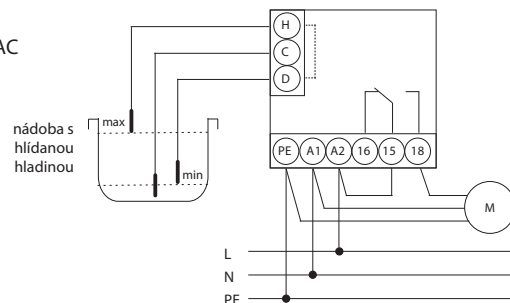 AC
H
C
D
max
nádoba s
hlídanou
hladinou
min
PE A1 A2 16 15 18
M
L
N
PE